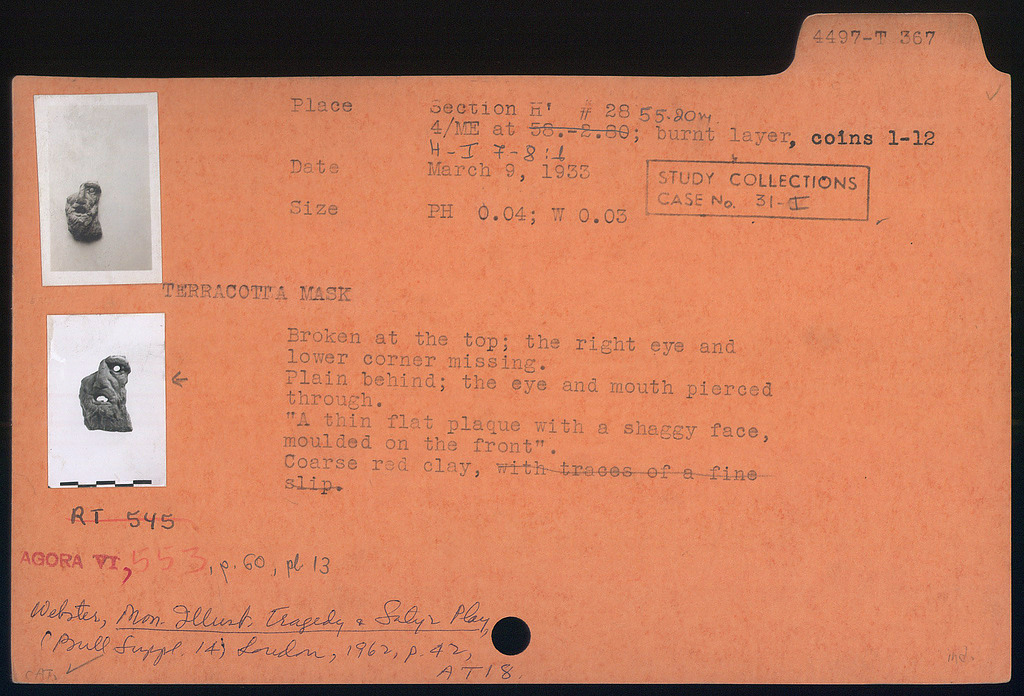 4497-T 367
Place Section H' # 28 55.80m
4/ME at 58.-2.80; burnt layer, coins 1-12
H-I 7-8:1
Date March 9, 1933
STUDY COLLECTIONS
CASE No. 31-I
Size PH 0.04; W 0.03
TERRACOTTA MASK
Broken at the top; the right eye and
lower corner missing.
Plain behind; the eye and mouth pierced
through.
"A thin flat plaque with a shaggy face,
moulded on the front".
Coarse red clay, with traces of a fine
slip.
RT 545
AGORA VI, 553, p. 60, pl 13
Webster, Mon. Illust. Tragedy & Satyr Play,
(Bull Suppl. 14) London, 1962, p. 42,
AT18.